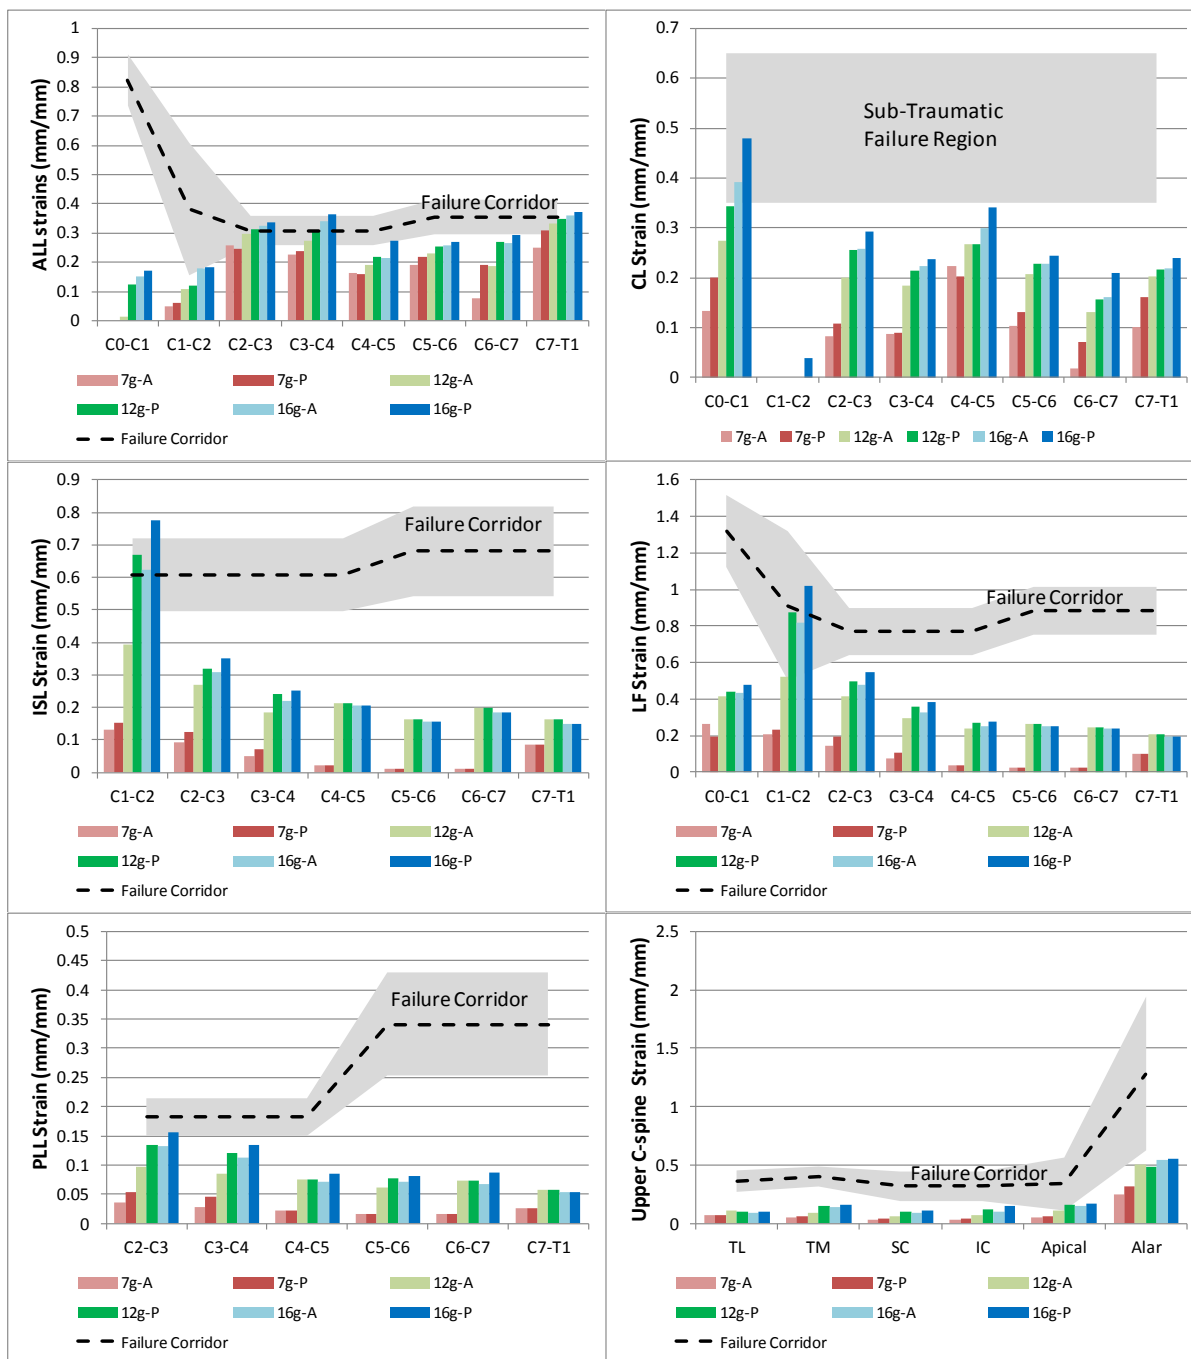 ALL strains (mm/mm)
1
0.9
0.8
0.7
0.6
0.5
0.4
0.3
0.2
0.1
0
Failure Corridor
C0-C1 C1-C2 C2-C3 C3-C4 C4-C5 C5-C6 C6-C7 C7-T1
7g-A 7g-P 12g-A
12g-P 16g-A 16g-P
Failure Corridor
CL Strain (mm/mm)
0.7
0.6
0.5
0.4
0.3
0.2
0.1
0
Sub-Traumatic
Failure Region
C0-C1 C1-C2 C2-C3 C3-C4 C4-C5 C5-C6 C6-C7 C7-T1
7g-A 7g-P 12g-A 12g-P 16g-A 16g-P
ISL Strain (mm/mm)
0.9
0.8
0.7
0.6
0.5
0.4
0.3
0.2
0.1
0
Failure Corridor
C1-C2 C2-C3 C3-C4 C4-C5 C5-C6 C6-C7 C7-T1
7g-A 7g-P 12g-A
12g-P 16g-A 16g-P
Failure Corridor
LF Strain (mm/mm)
1.6
1.4
1.2
1
0.8
0.6
0.4
0.2
0
Failure Corridor
C0-C1 C1-C2 C2-C3 C3-C4 C4-C5 C5-C6 C6-C7 C7-T1
7g-A 7g-P 12g-A
12g-P 16g-A 16g-P
Failure Corridor
PLL Strain (mm/mm)
0.5
0.45
0.4
0.35
0.3
0.25
0.2
0.15
0.1
0.05
0
Failure Corridor
C2-C3 C3-C4 C4-C5 C5-C6 C6-C7 C7-T1
7g-A 7g-P 12g-A
12g-P 16g-A 16g-P
Failure Corridor
Upper C-spine Strain (mm/mm)
2.5
2
1.5
1
0.5
0
Failure Corridor
TL TM SC IC Apical Alar
7g-A 7g-P 12g-A
12g-P 16g-A 16g-P
Failure Corridor